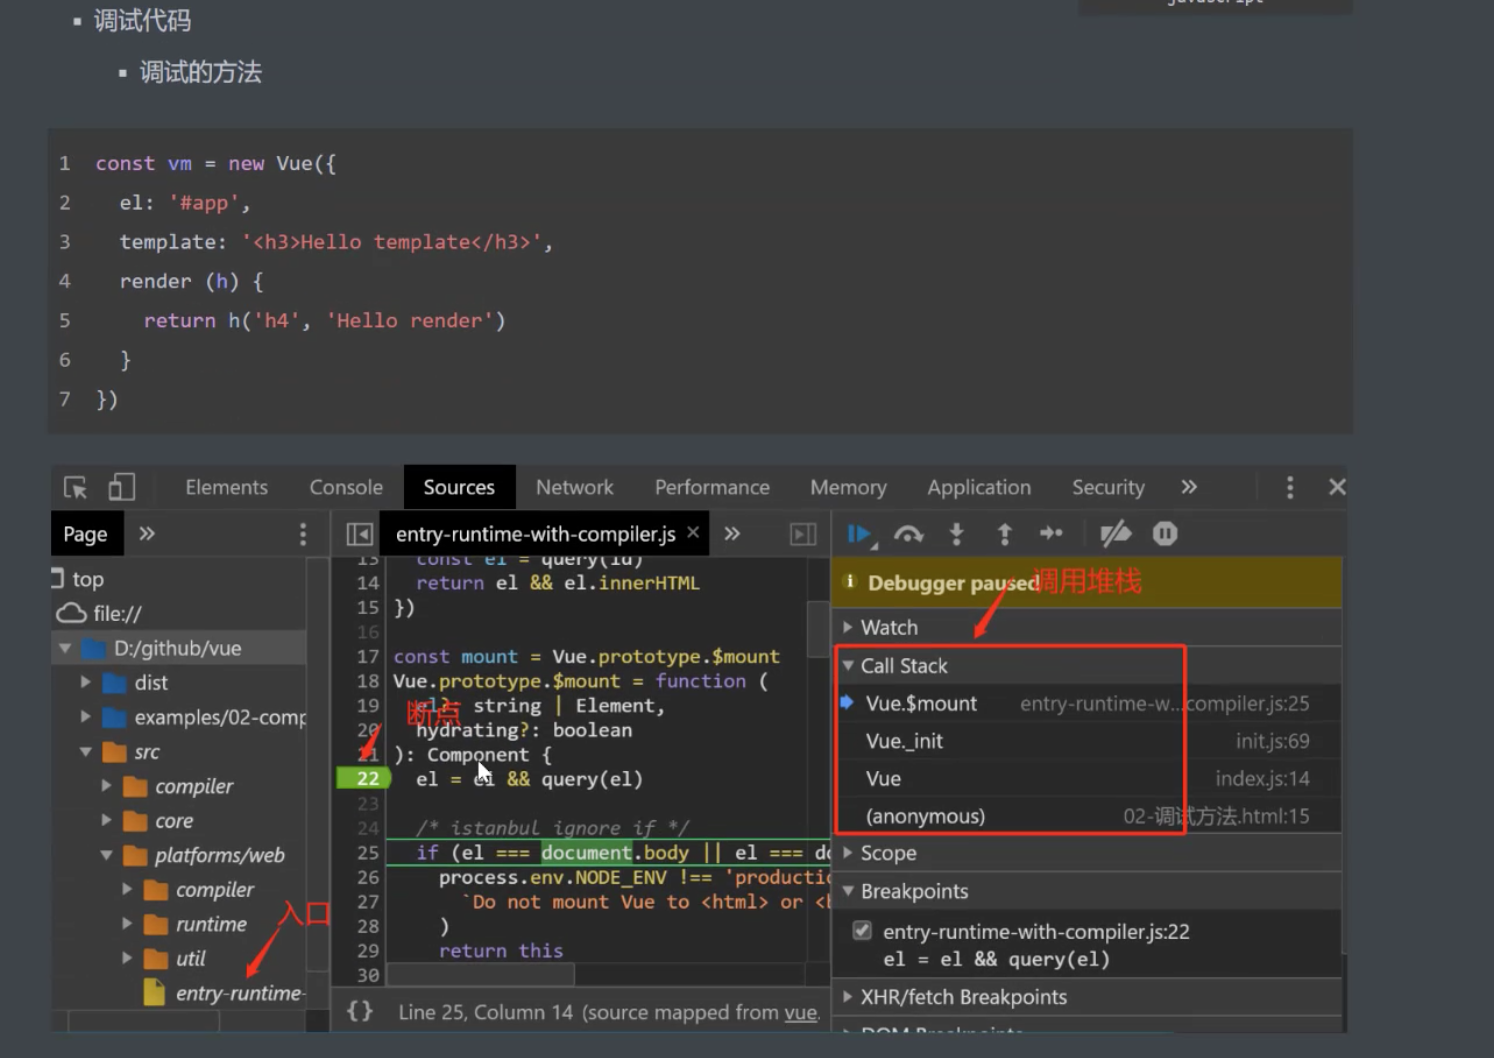 ▪ 调试代码
▪ 调试的方法
1 const vm = new Vue({
2 el: '#app',
3 template: '<h3>Hello template</h3>',
4 render (h) {
5 return h('h4', 'Hello render')
6 }
7 })
Elements Console Sources Network Performance Memory Application Security »
Page » entry-runtime-with-compiler.js × »
top
file://
D:/github/vue
dist
examples/02-comp
src
compiler
core
platforms/web
compiler
runtime
util
entry-runtime-
入口
13 const el = query(id)
14 return el && el.innerHTML
15 })
16
17 const mount = Vue.prototype.$mount
18 Vue.prototype.$mount = function (
19 el?: string | Element,
断点
20 hydrating?: boolean
21 ): Component {
22 el = el && query(el)
23
24 /* istanbul ignore if */
25 if (el === document.body || el === do
26 process.env.NODE_ENV !== 'productio
27 `Do not mount Vue to <html> or <b
28 )
29 return this
30
{} Line 25, Column 14 (source mapped from vue.
Debugger paused
调用堆栈
Watch
Call Stack
Vue.$mount entry-runtime-w...compiler.js:25
Vue._init init.js:69
Vue index.js:14
(anonymous) 02-调试方法.html:15
Scope
Breakpoints
entry-runtime-with-compiler.js:22
el = el && query(el)
XHR/fetch Breakpoints
DOM Breakpoints